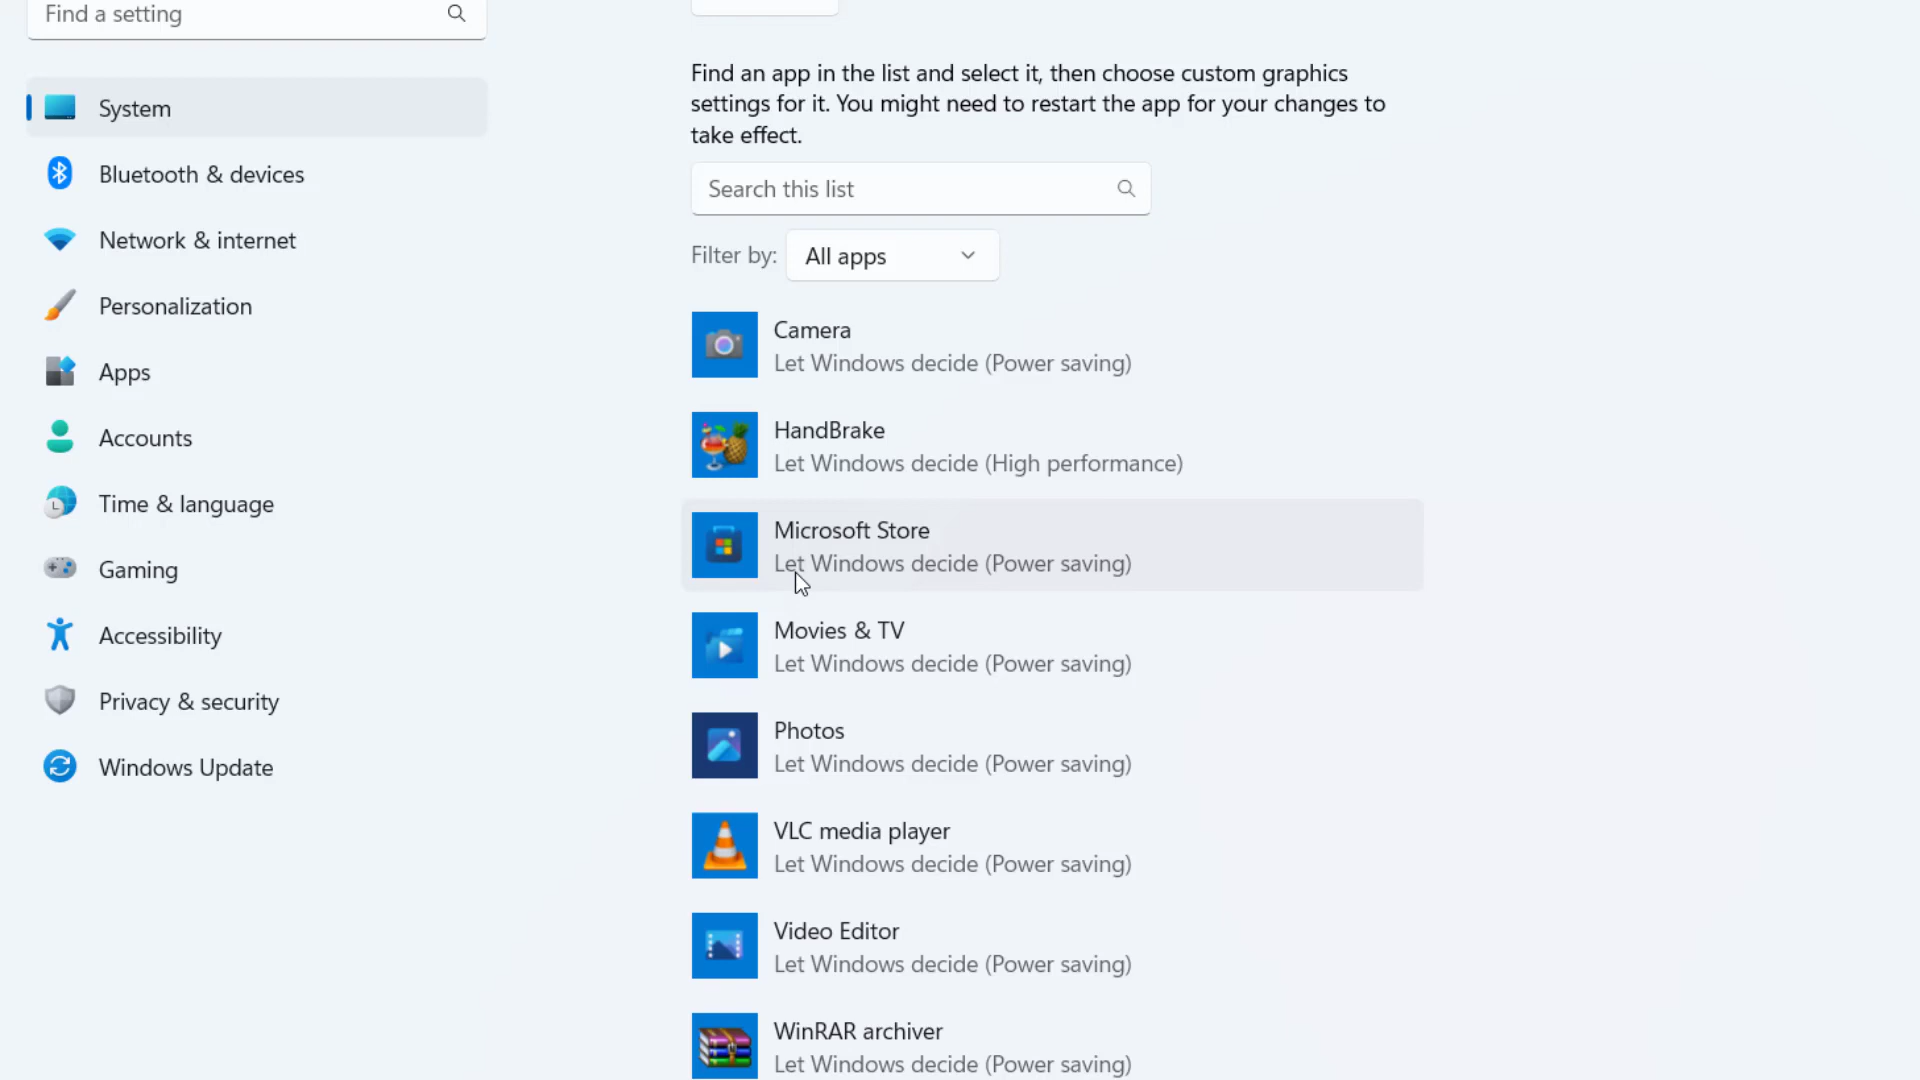 Find a setting
System
Bluetooth & devices
Network & internet
Personalization
Apps
Accounts
Time & language
Gaming
Accessibility
Privacy & security
Windows Update
Find an app in the list and select it, then choose custom graphics
settings for it. You might need to restart the app for your changes to
take effect.
Search this list
Filter by: All apps
Camera
Let Windows decide (Power saving)
HandBrake
Let Windows decide (High performance)
Microsoft Store
Let Windows decide (Power saving)
Movies & TV
Let Windows decide (Power saving)
Photos
Let Windows decide (Power saving)
VLC media player
Let Windows decide (Power saving)
Video Editor
Let Windows decide (Power saving)
WinRAR archiver
Let Windows decide (Power saving)